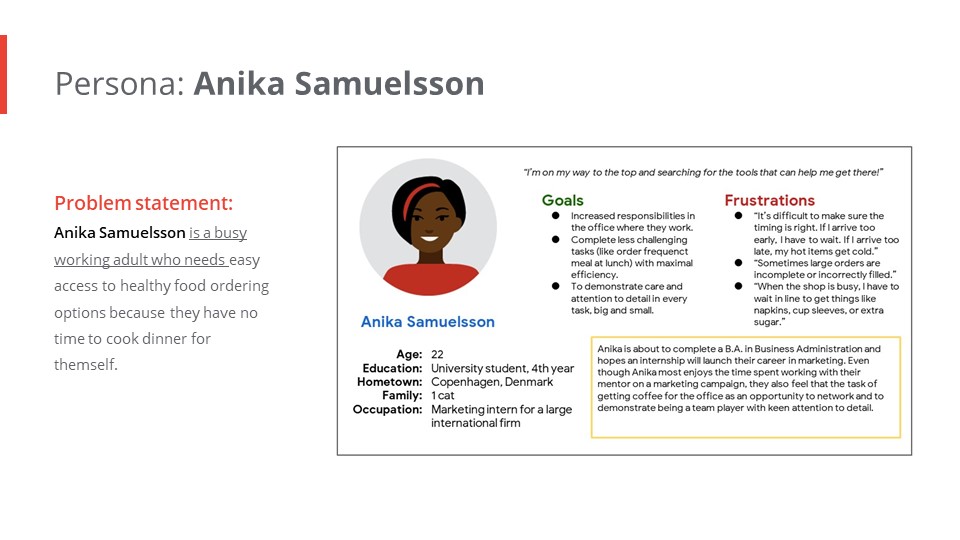 Persona: Anika Samuelsson
Problem statement:
Anika Samuelsson is a busy
working adult who needs easy
access to healthy food ordering
options because they have no
time to cook dinner for
themself.
Anika Samuelsson
Age: 22
Education: University student, 4th year
Hometown: Copenhagen, Denmark
Family: 1 cat
Occupation: Marketing intern for a large
international firm
“I’m on my way to the top and searching for the tools that can help me get there!”
Goals
● Increased responsibilities in
the office where they work.
● Complete less challenging
tasks (like order frequenct
meal at lunch) with maximal
efficiency.
● To demonstrate care and
attention to detail in every
task, big and small.
Frustrations
● “It’s difficult to make sure the
timing is right. If I arrive too
early, I have to wait. If I arrive too
late, my hot items get cold.”
● “Sometimes large orders are
incomplete or incorrectly filled.”
● “When the shop is busy, I have to
wait in line to get things like
napkins, cup sleeves, or extra
sugar.”
Anika is about to complete a B.A. in Business Administration and
hopes an internship will launch their career in marketing. Even
though Anika most enjoys the time spent working with their
mentor on a marketing campaign, they also feel that the task of
getting coffee for the office as an opportunity to network and to
demonstrate being a team player with keen attention to detail.